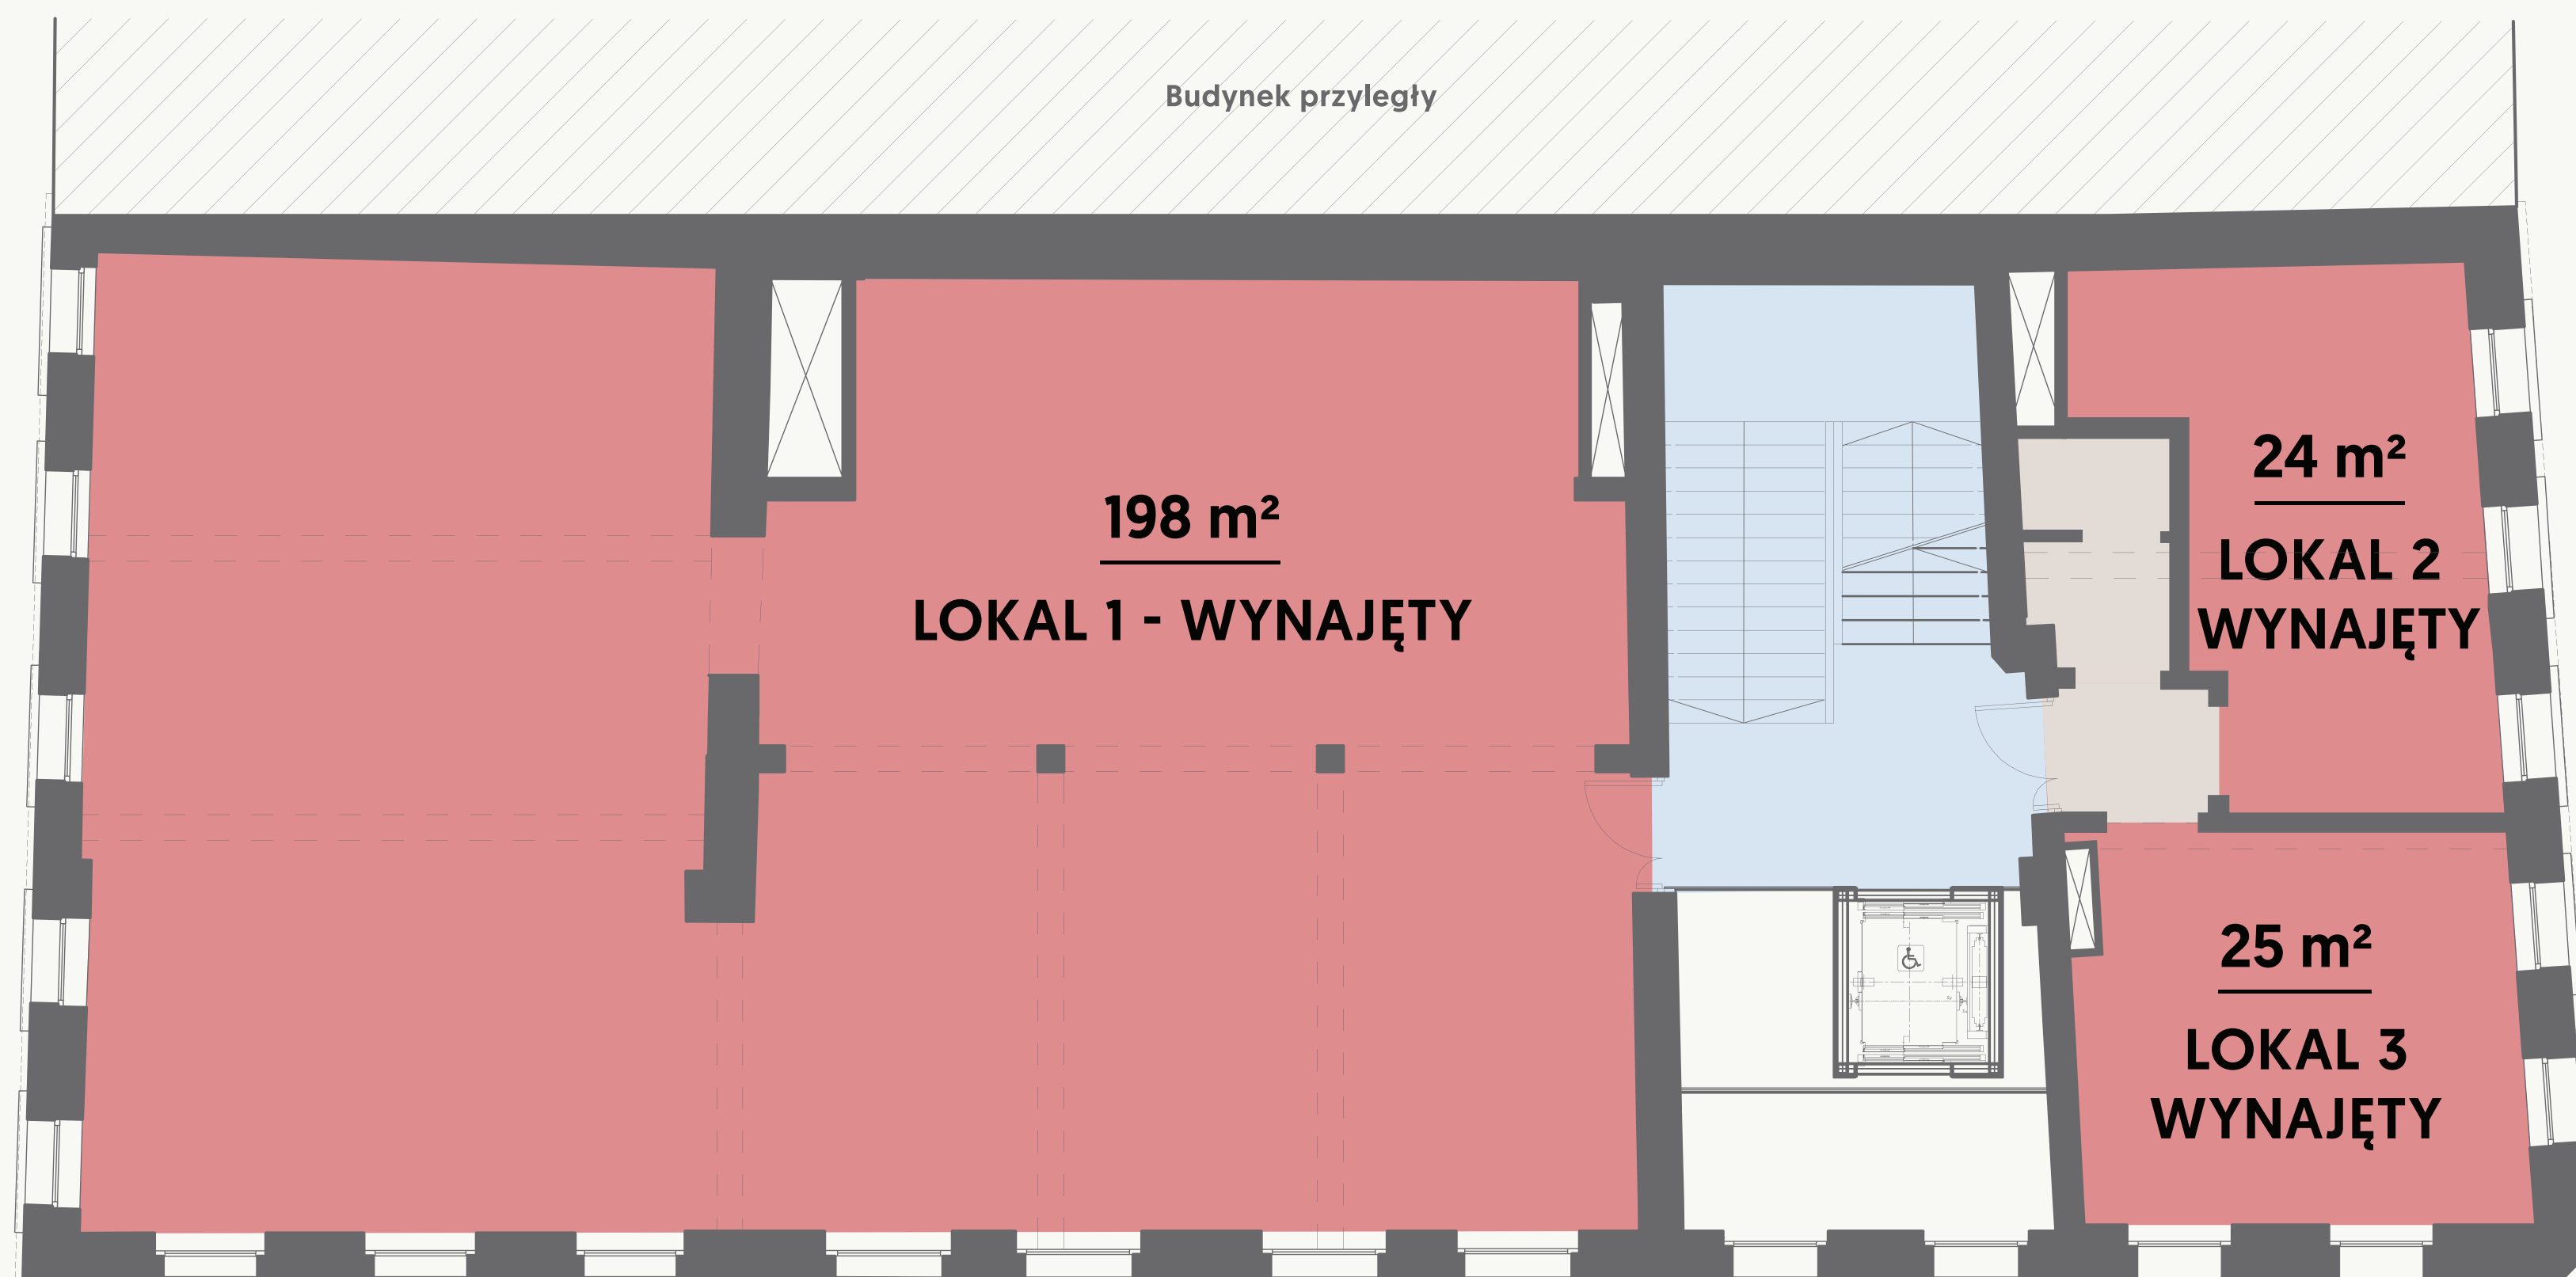 Budynek przyległy
198 m²
LOKAL 1 - WYNAJĘTY
24 m²
LOKAL 2
WYNAJĘTY
25 m²
LOKAL 3
WYNAJĘTY